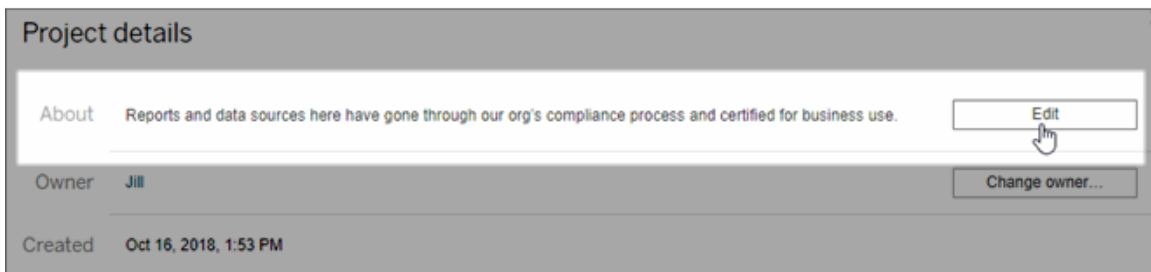 Project details
About Reports and data sources here have gone through our org's compliance process and certified for business use. Edit
Owner Jill Change owner...
Created Oct 16, 2018, 1:53 PM